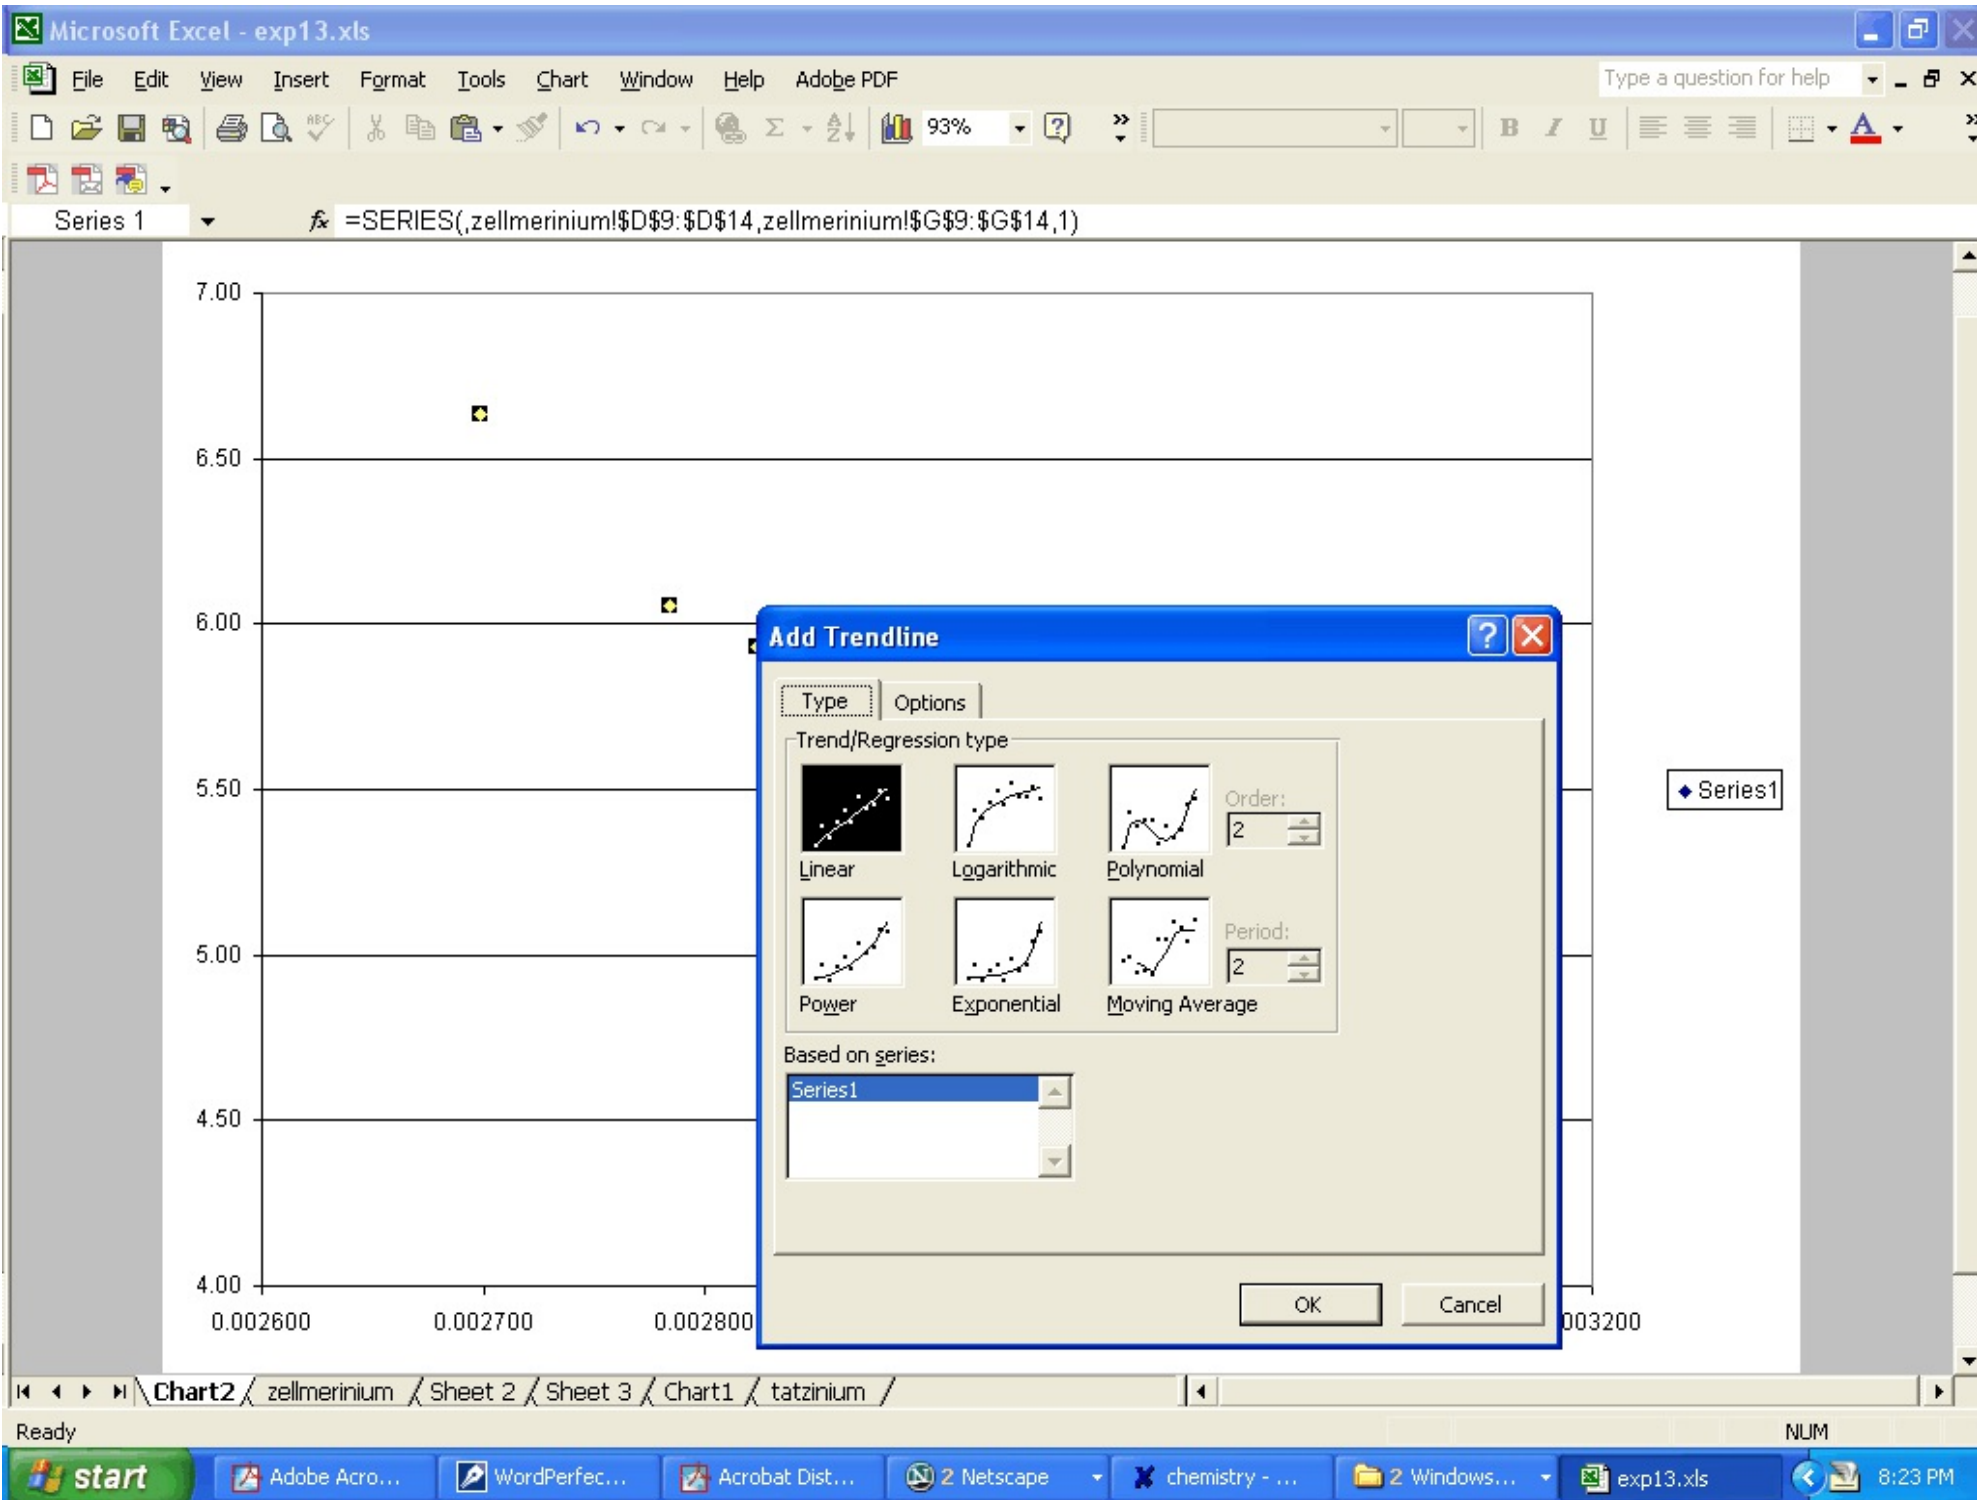 Microsoft Excel - exp13.xls
File Edit View Insert Format Tools Chart Window Help Adobe PDF Type a question for help
ABC Σ A Z 93% ? B I U A
Series 1 fx =SERIES(,zellmerinium!$D$9:$D$14,zellmerinium!$G$9:$G$14,1)
7.00
6.50
6.00
5.50
5.00
4.50
4.00
0.002600 0.002700 0.002800 003200
Series1
Add Trendline
Type Options
Trend/Regression type
Linear Logarithmic Polynomial
Order:
2
Power Exponential Moving Average
Period:
2
Based on series:
Series1
OK Cancel
Chart2 zellmerinium Sheet 2 Sheet 3 Chart1 tatzinium
Ready NUM
start Adobe Acro... WordPerfec... Acrobat Dist... 2 Netscape chemistry - ... 2 Windows... exp13.xls 8:23 PM